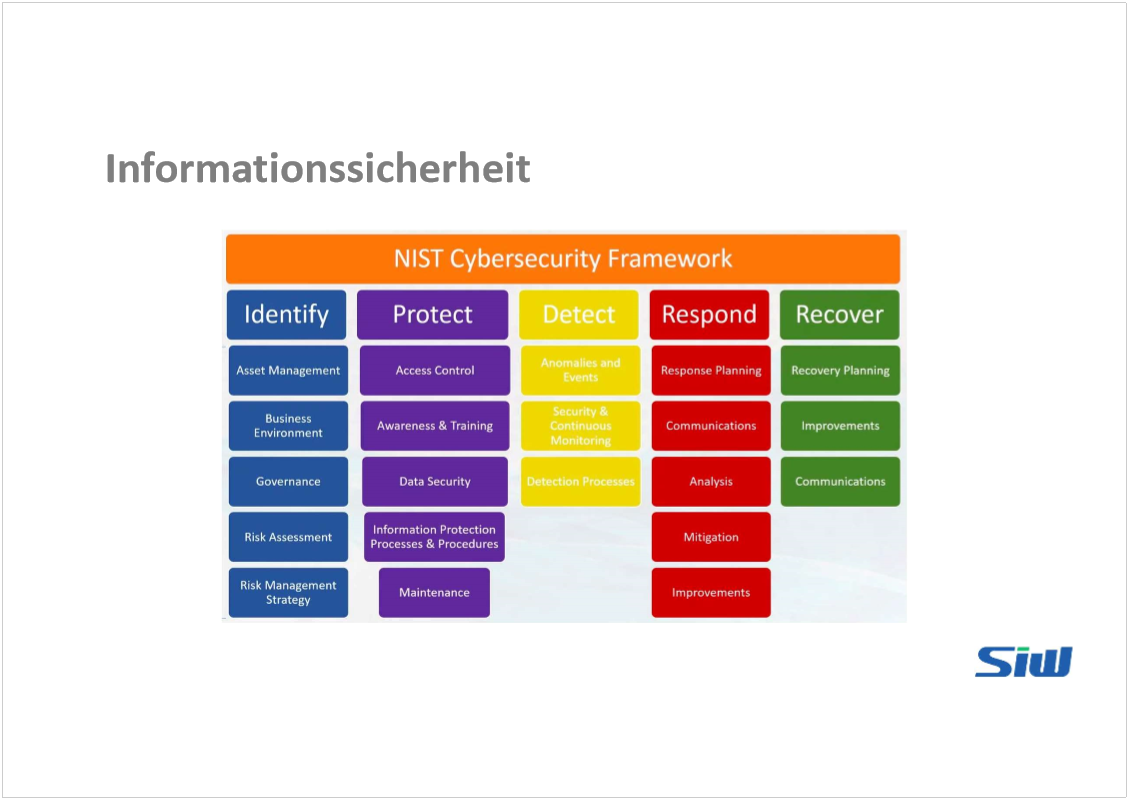 Informationssicherheit
NIST Cybersecurity Framework
Identify
Protect
Detect
Respond
Recover
Asset Management
Access Control
Anomalies and
Events
Response Planning
Recovery Planning
Business
Environment
Awareness & Training
Security &
Continuous
Monitoring
Communications
Improvements
Governance
Data Security
Detection Processes
Analysis
Communications
Risk Assessment
Information Protection
Processes & Procedures
Mitigation
Risk Management
Strategy
Maintenance
Improvements
SiW